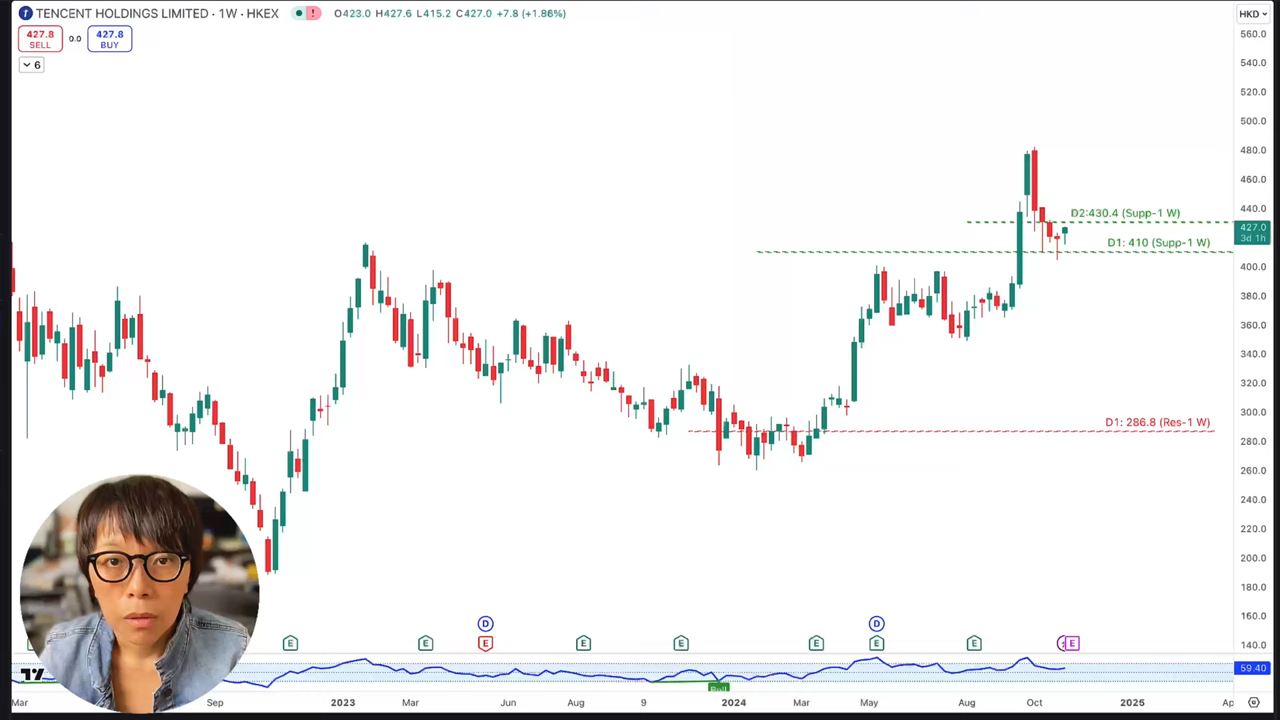 TENCENT HOLDINGS LIMITED · 1W · HKEX O423.0 H427.6 L415.2 C427.0 +7.8 (+1.86%) HKD
427.8 SELL 0.0 427.8 BUY
6
560.0
540.0
520.0
500.0
480.0
460.0
440.0
D2:430.4 (Supp-1 W)
427.0
3d 1h
D1: 410 (Supp-1 W)
400.0
380.0
360.0
340.0
320.0
300.0
D1: 286.8 (Res-1 W)
280.0
260.0
240.0
220.0
200.0
180.0
160.0
D D
140.0
E E E E E E E E E
59.40
Bull
Mar Sep 2023 Mar Jun Aug 9 2024 Mar May Aug Oct 2025 Ap